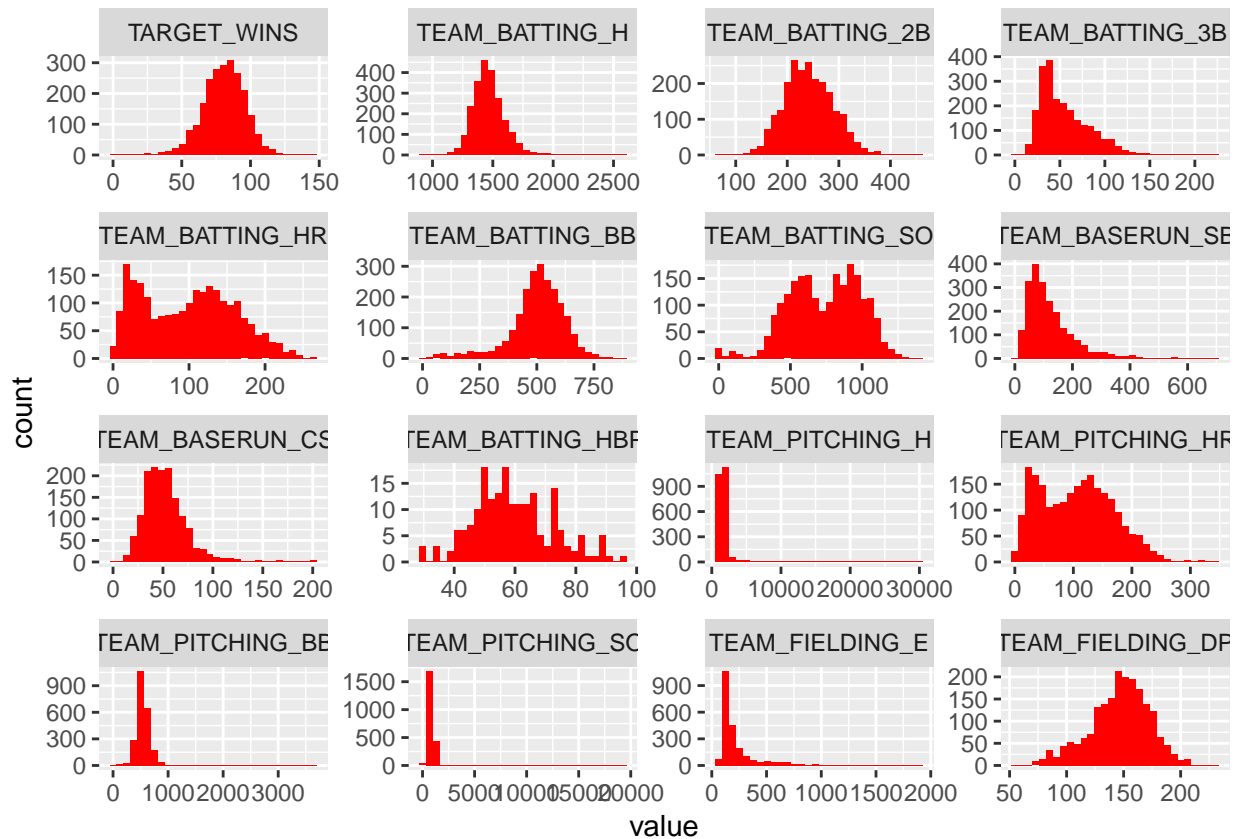 TARGET_WINS
TEAM_BATTING_H
TEAM_BATTING_2B
TEAM_BATTING_3B
300
200
100
0
0 50 100 150
400
300
200
100
0
1000 1500 2000 2500
200
100
0
100 200 300 400
400
300
200
100
0
0 50 100 150 200
TEAM_BATTING_HR
TEAM_BATTING_BB
TEAM_BATTING_SO
TEAM_BASERUN_SB
150
100
50
0
0 100 200
300
200
100
0
0 250 500 750
150
100
50
0
0 500 1000
400
300
200
100
0
0 200 400 600
count
TEAM_BASERUN_CS
TEAM_BATTING_HBP
TEAM_PITCHING_H
TEAM_PITCHING_HR
200
150
100
50
0
0 50 100 150 200
15
10
5
0
40 60 80 100
900
600
300
0
0 10000 20000 30000
150
100
50
0
0 100 200 300
TEAM_PITCHING_BB
TEAM_PITCHING_SO
TEAM_FIELDING_E
TEAM_FIELDING_DP
900
600
300
0
0 1000 2000 3000
1500
1000
500
0
0 5000 10000 15000 20000
900
600
300
0
0 500 1000 1500 2000
200
150
100
50
0
50 100 150 200
value